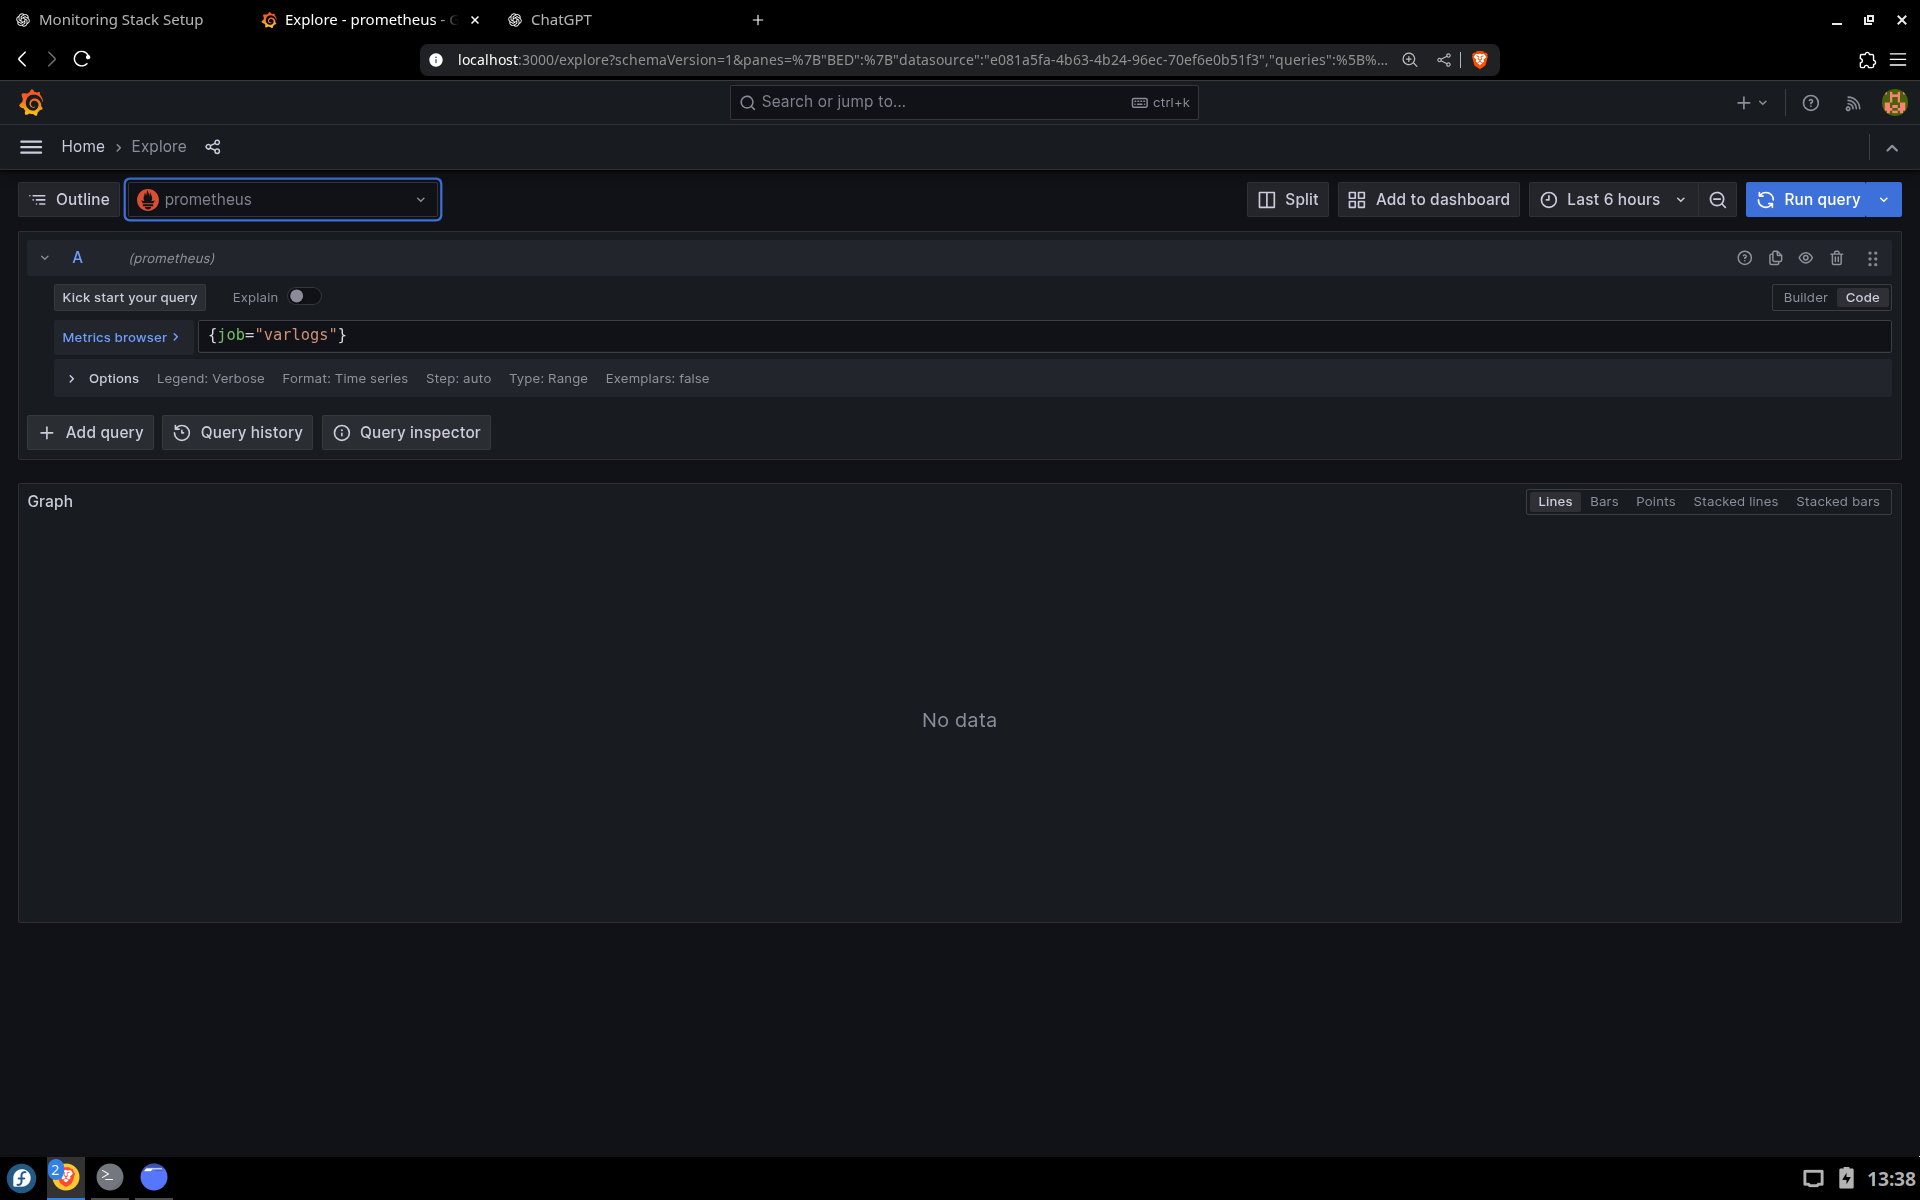 Monitoring Stack Setup
Explore - prometheus - G
ChatGPT
localhost:3000/explore?schemaVersion=1&panes=%7B"BED":%7B"datasource":"e081a5fa-4b63-4b24-96ec-70ef6e0b51f3","queries":%5B%...
Search or jump to...
ctrl+k
Home › Explore
Outline
prometheus
Split
Add to dashboard
Last 6 hours
Run query
A
(prometheus)
Kick start your query
Explain
Builder
Code
Metrics browser
{job="varlogs"}
Options Legend: Verbose Format: Time series Step: auto Type: Range Exemplars: false
Add query
Query history
Query inspector
Graph
Lines Bars Points Stacked lines Stacked bars
No data
2
13:38